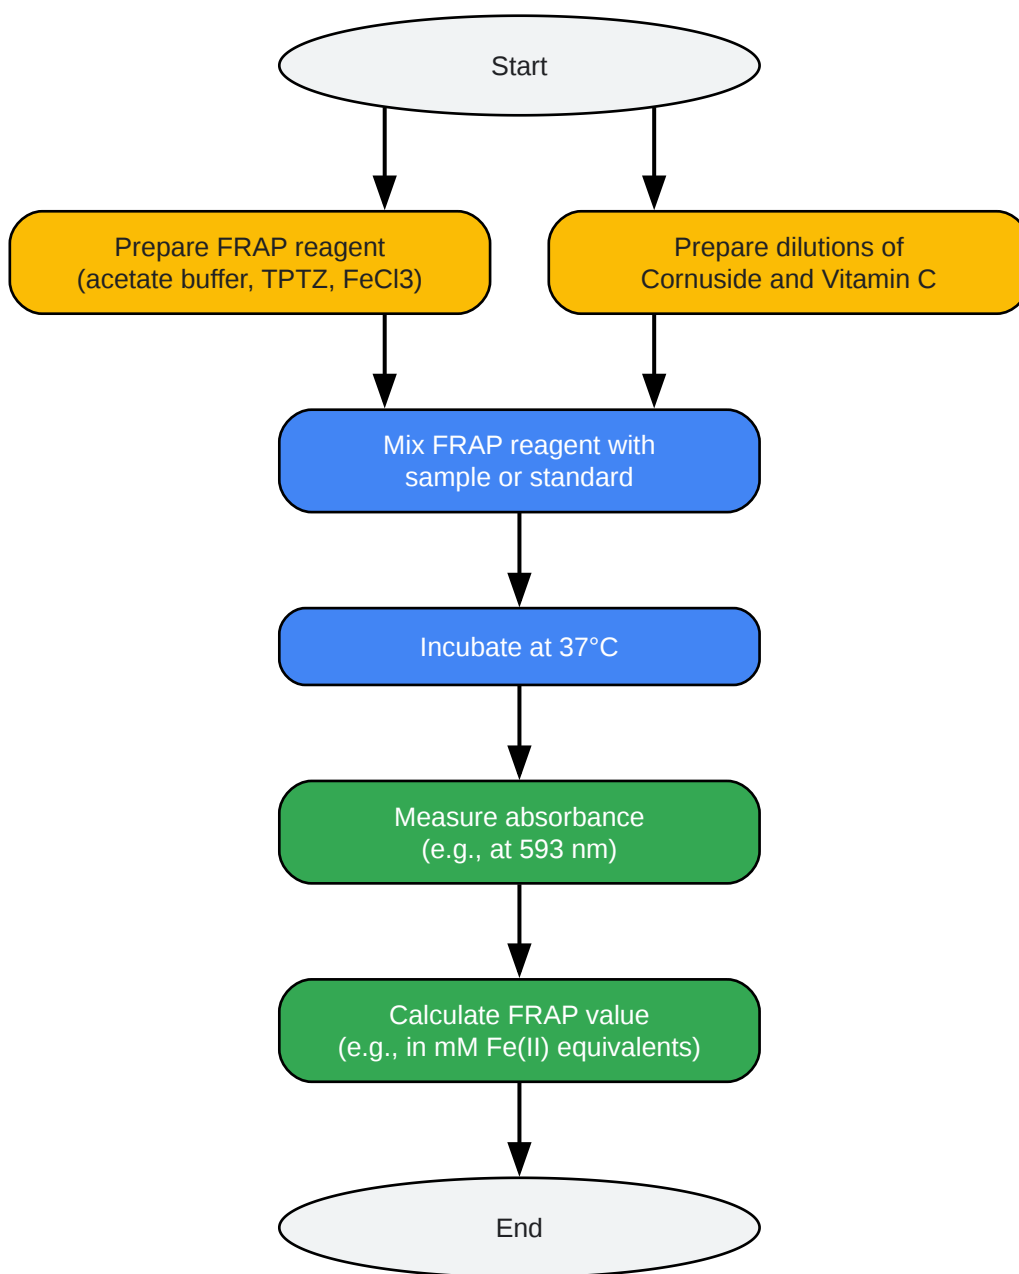 Start
Prepare FRAP reagent
(acetate buffer, TPTZ, FeCl3)
Prepare dilutions of
Cornuside and Vitamin C
Mix FRAP reagent with
sample or standard
Incubate at 37°C
Measure absorbance
(e.g., at 593 nm)
Calculate FRAP value
(e.g., in mM Fe(II) equivalents)
End